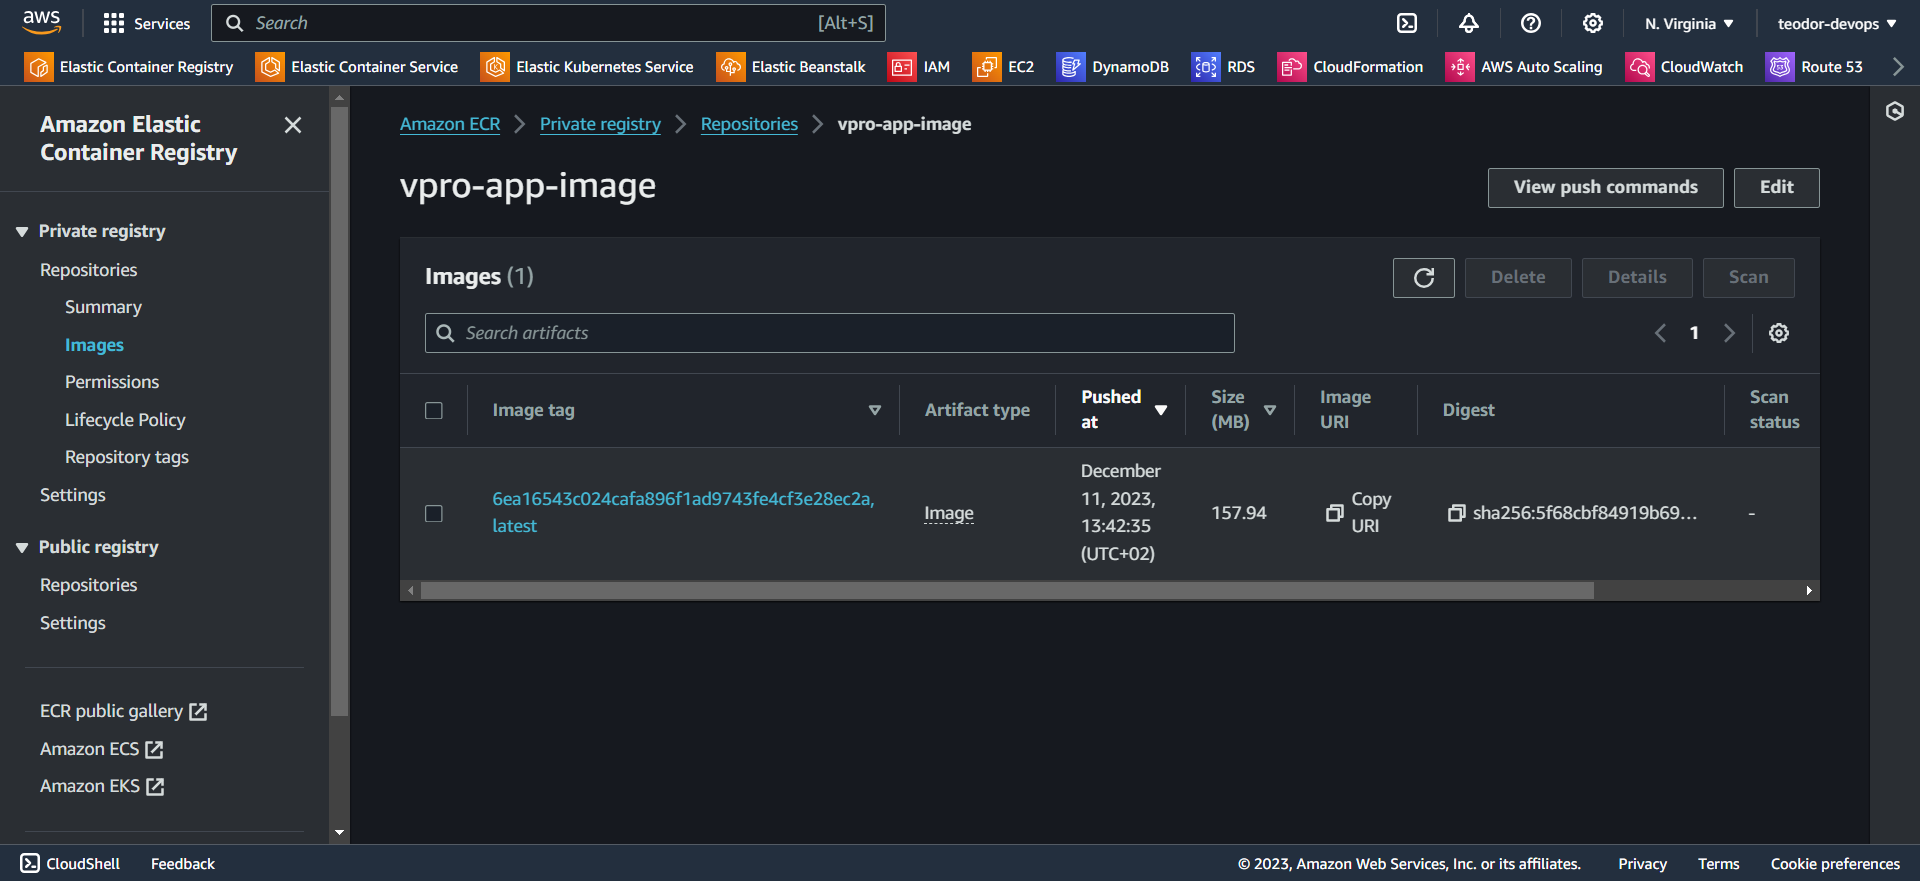 aws
Services
Search
[Alt+S]
N. Virginia
teodor-devops
Elastic Container Registry
Elastic Container Service
Elastic Kubernetes Service
Elastic Beanstalk
IAM
EC2
DynamoDB
RDS
CloudFormation
AWS Auto Scaling
CloudWatch
Route 53
Amazon Elastic
Container Registry
Private registry
Repositories
Summary
Images
Permissions
Lifecycle Policy
Repository tags
Settings
Public registry
Repositories
Settings
ECR public gallery
Amazon ECS
Amazon EKS
Amazon ECR
Private registry
Repositories
vpro-app-image
vpro-app-image
View push commands
Edit
Images (1)
Delete
Details
Scan
Search artifacts
1
Image tag
Artifact type
Pushed
at
Size
(MB)
Image
URI
Digest
Scan
status
6ea16543c024cafa896f1ad9743fe4cf3e28ec2a,
latest
Image
December
11, 2023,
13:42:35
(UTC+02)
157.94
Copy
URI
sha256:5f68cbf84919b69...
-
CloudShell
Feedback
© 2023, Amazon Web Services, Inc. or its affiliates.
Privacy
Terms
Cookie preferences